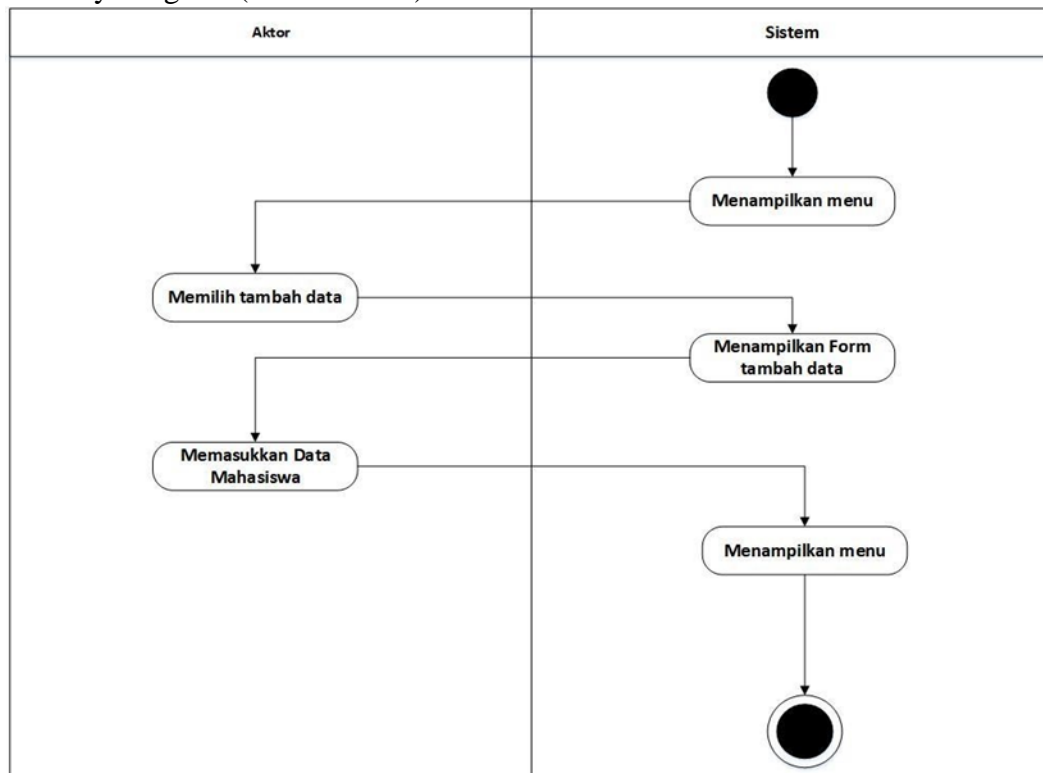 Aktor
Sistem
Menampilkan menu
Memilih tambah data
Menampilkan Form
tambah data
Memasukkan Data
Mahasiswa
Menampilkan menu